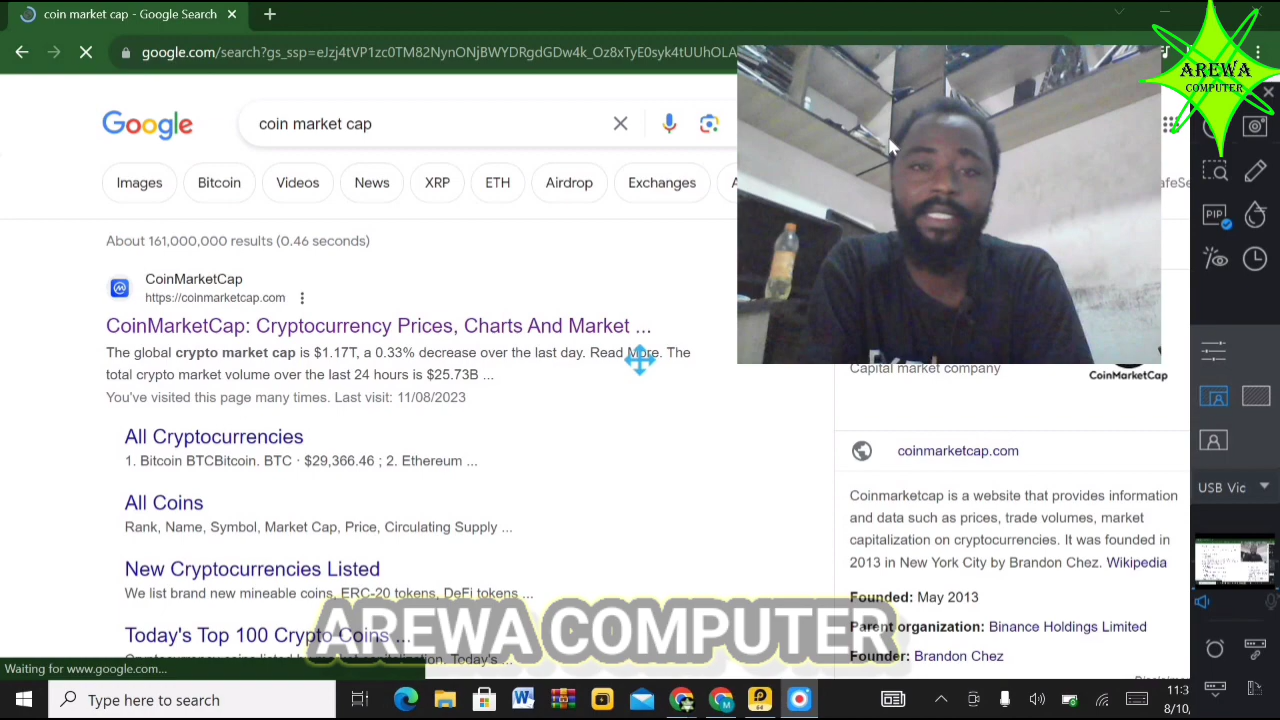 coin market cap - Google Search
google.com/search?gs_ssp=eJzj4tVP1zc0TM82NynONjBWYDRgdGDw4k_Oz8xTyE0syk4tUUhOLA
AREWA
COMPUTER
Google
coin market cap
Images
Bitcoin
Videos
News
XRP
ETH
Airdrop
Exchanges
About 161,000,000 results (0.46 seconds)
CoinMarketCap
https://coinmarketcap.com
CoinMarketCap: Cryptocurrency Prices, Charts And Market ...
The global crypto market cap is $1.17T, a 0.33% decrease over the last day. Read More. The
total crypto market volume over the last 24 hours is $25.73B ...
You've visited this page many times. Last visit: 11/08/2023
All Cryptocurrencies
1. Bitcoin BTCBitcoin. BTC · $29,366.46 ; 2. Ethereum ...
All Coins
Rank, Name, Symbol, Market Cap, Price, Circulating Supply ...
New Cryptocurrencies Listed
We list brand new mineable coins, ERC-20 tokens, DeFi tokens ...
Today's Top 100 Crypto Coins ...
Capital market company
CoinMarketCap
coinmarketcap.com
Coinmarketcap is a website that provides information
and data such as prices, trade volumes, market
capitalization on cryptocurrencies. It was founded in
2013 in New York City by Brandon Chez. Wikipedia
Founded: May 2013
Parent organization: Binance Holdings Limited
Founder: Brandon Chez
PIP
USB Vic
AREWA COMPUTER
Waiting for www.google.com...
Type here to search
11:3
8/10,